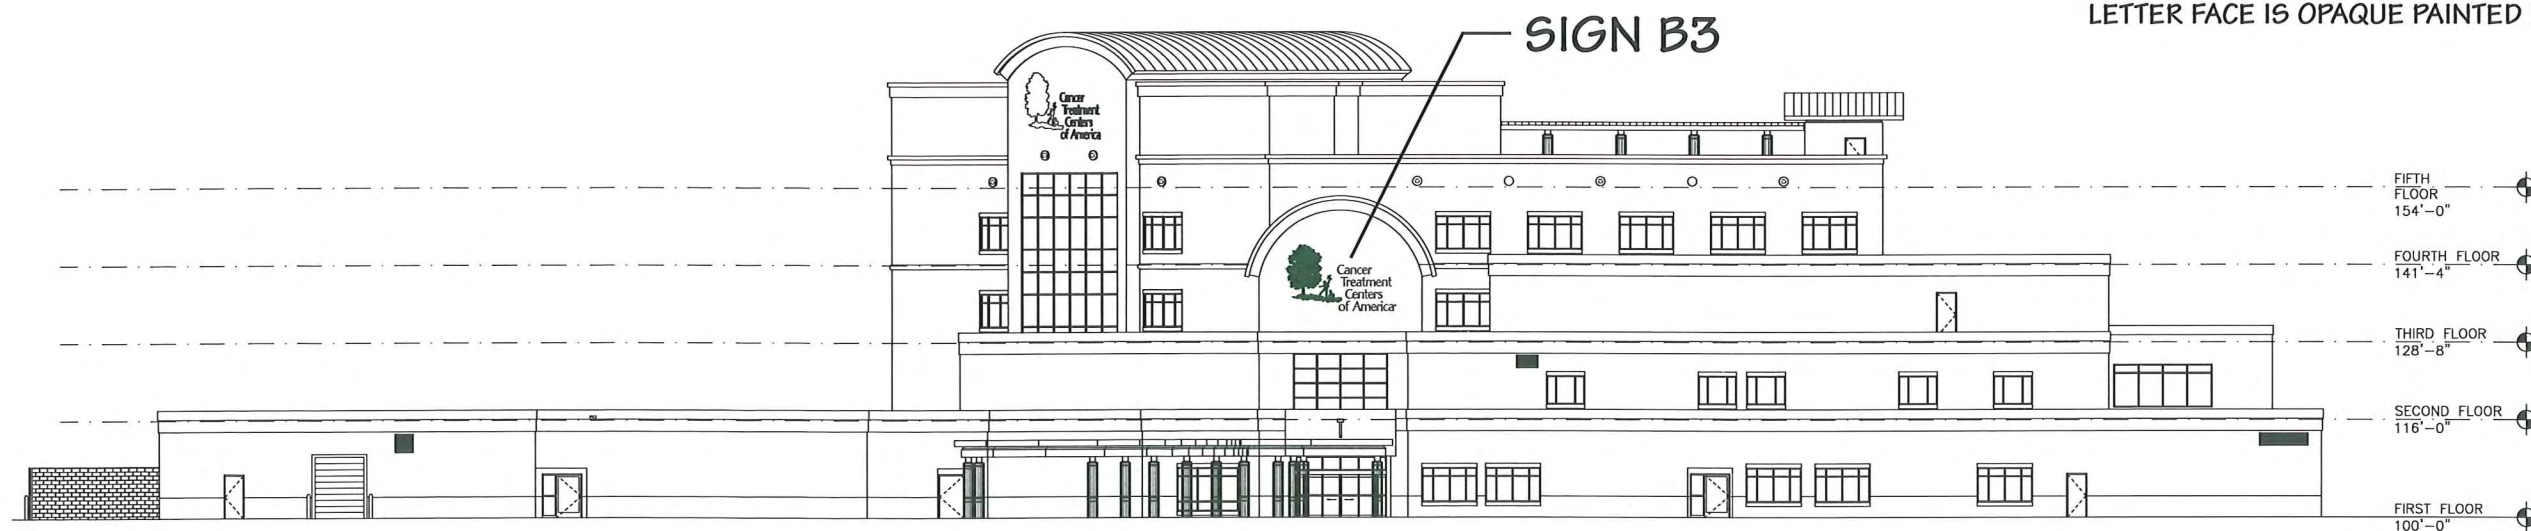 LETTER FACE IS OPAQUE PAINTED
SIGN B3
Cancer
Treatment
Centers
of America
FIFTH
FLOOR
154'-0"
Cancer
Treatment
Centers
of America
FOURTH FLOOR
141'-4"
THIRD FLOOR
128'-8"
SECOND FLOOR
116'-0"
FIRST FLOOR
100'-0"